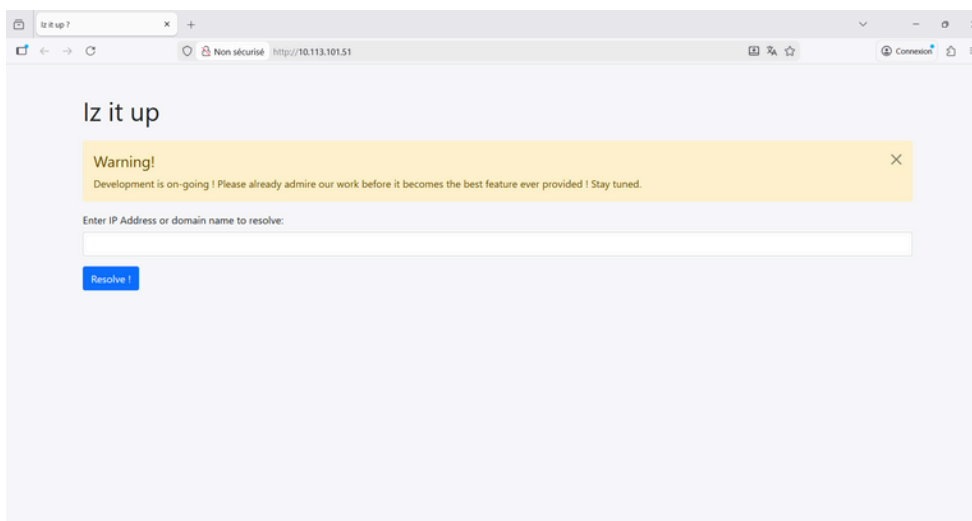 Iz it up ?
Non sécurisé http://10.113.101.51
Connexion
Iz it up
Warning!
Development is on-going ! Please already admire our work before it becomes the best feature ever provided ! Stay tuned.
Enter IP Address or domain name to resolve:
Resolve !